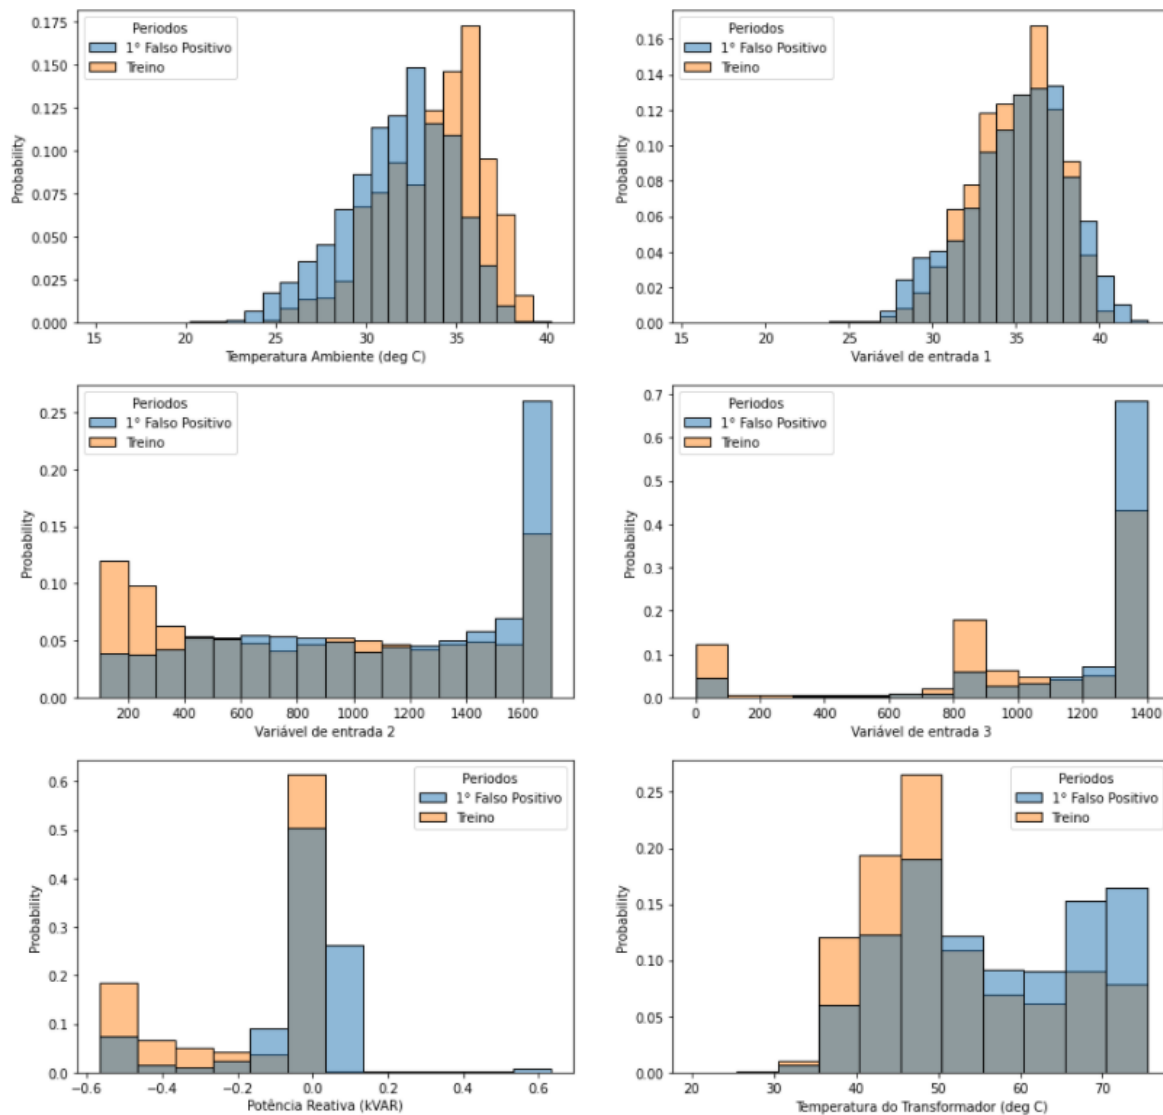 Periodos
1° Falso Positivo
Treino
Probability
0.175
0.150
0.125
0.100
0.075
0.050
0.025
0.000
15 20 25 30 35 40
Temperatura Ambiente (deg C)
Periodos
1° Falso Positivo
Treino
Probability
0.16
0.14
0.12
0.10
0.08
0.06
0.04
0.02
0.00
15 20 25 30 35 40
Variável de entrada 1
Periodos
1° Falso Positivo
Treino
Probability
0.25
0.20
0.15
0.10
0.05
0.00
200 400 600 800 1000 1200 1400 1600
Variável de entrada 2
Periodos
1° Falso Positivo
Treino
Probability
0.7
0.6
0.5
0.4
0.3
0.2
0.1
0.0
0 200 400 600 800 1000 1200 1400
Variável de entrada 3
Periodos
1° Falso Positivo
Treino
Probability
0.6
0.5
0.4
0.3
0.2
0.1
0.0
−0.6 −0.4 −0.2 0.0 0.2 0.4 0.6
Potência Reativa (kVAR)
Periodos
1° Falso Positivo
Treino
Probability
0.25
0.20
0.15
0.10
0.05
0.00
20 30 40 50 60 70
Temperatura do Transformador (deg C)